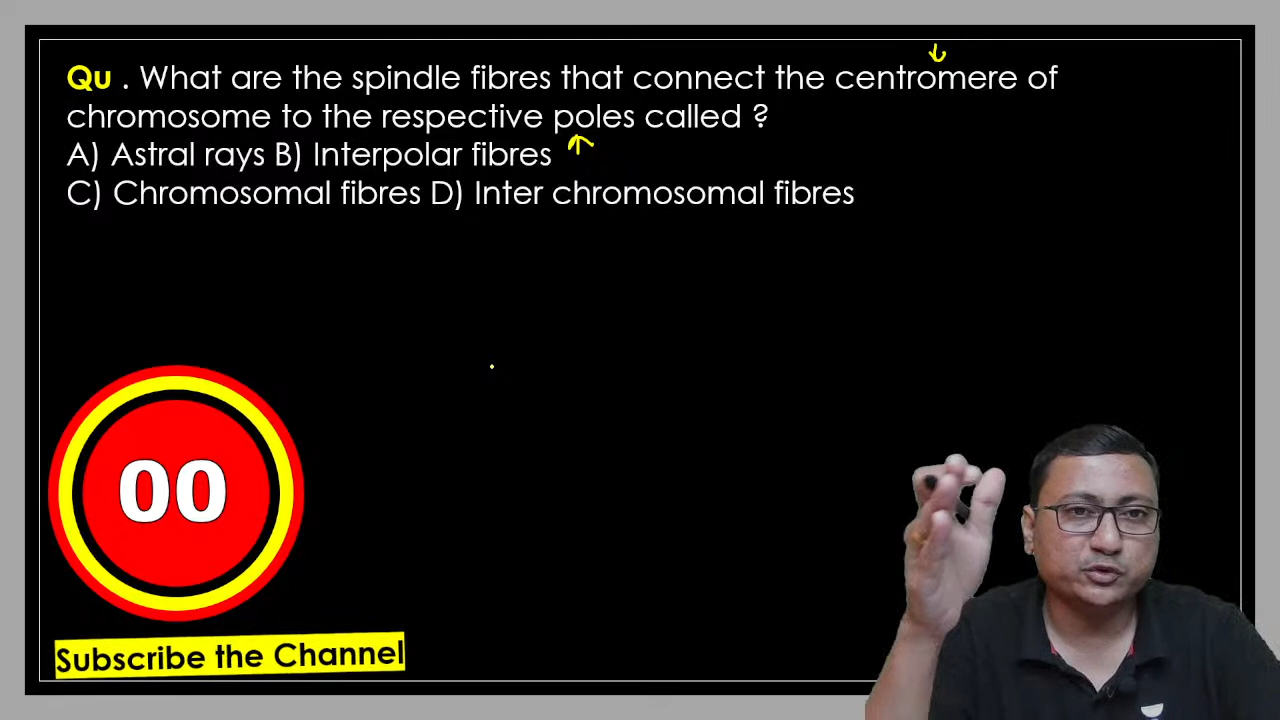 Qu . What are the spindle fibres that connect the centromere of
chromosome to the respective poles called ?
A) Astral rays B) Interpolar fibres
C) Chromosomal fibres D) Inter chromosomal fibres
00
Subscribe the Channel